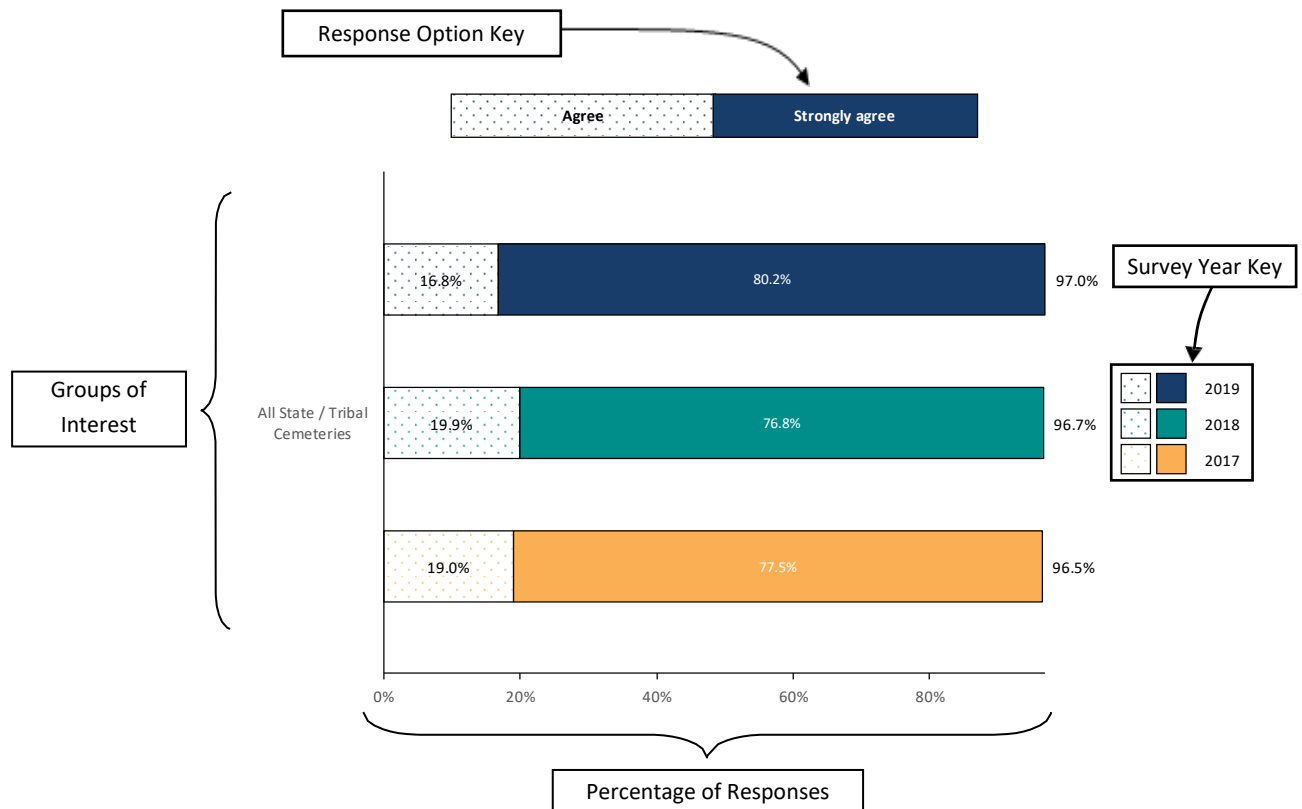 Response Option Key
Agree Strongly agree
16.8% 80.2% 97.0%
Survey Year Key
Groups of
Interest
All State / Tribal
Cemeteries
19.9% 76.8% 96.7%
2019
2018
2017
19.0% 77.5% 96.5%
0% 20% 40% 60% 80%
Percentage of Responses